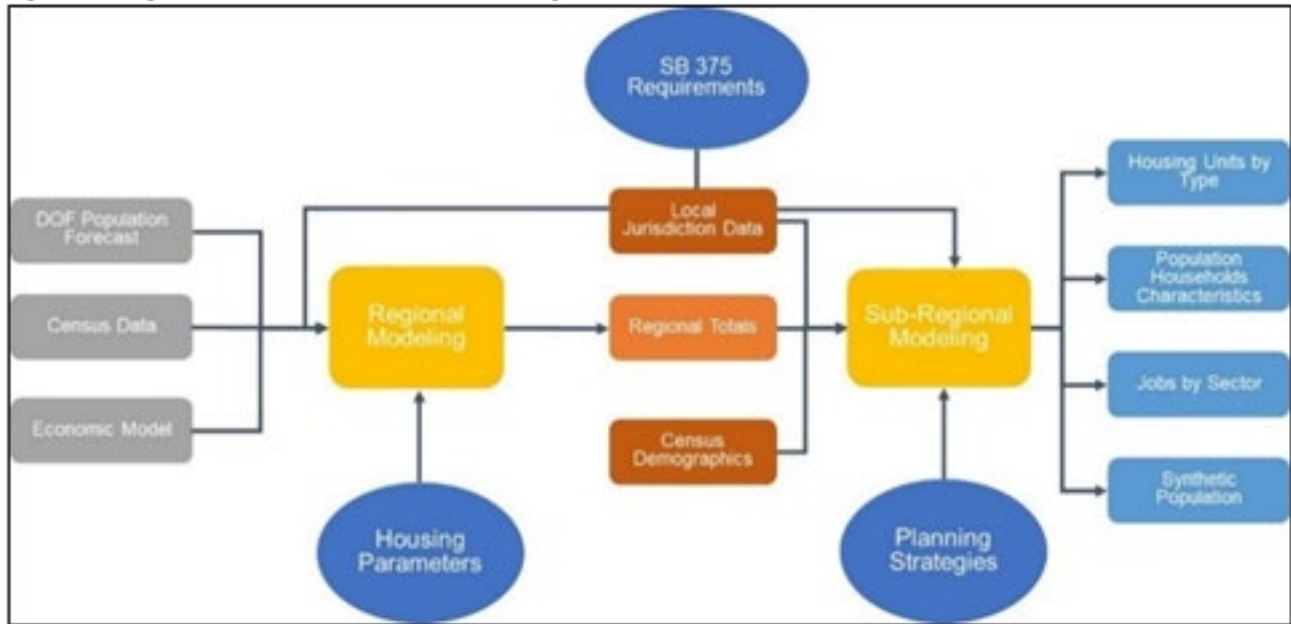 SB 375
Requirements
DOF Population
Forecast
Census Data
Economic Model
Regional
Modeling
Housing
Parameters
Local
Jurisdiction Data
Regional Totals
Census
Demographics
Sub-Regional
Modeling
Planning
Strategies
Housing Units by
Type
Population
Households
Characteristics
Jobs by Sector
Synthetic
Population